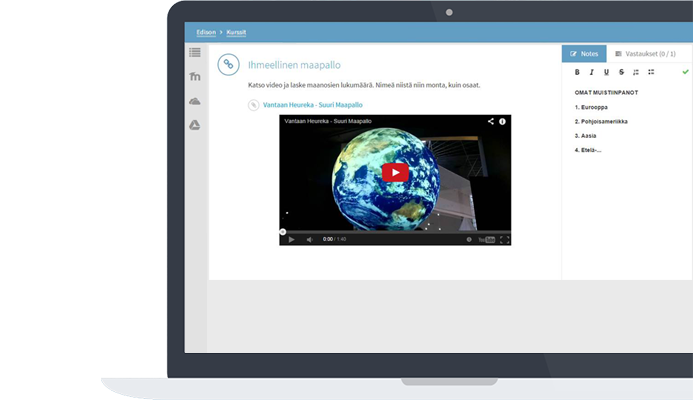 Edison › Kurssit
Ihmeellinen maapallo
Katso video ja laske maanosien lukumäärä. Nimeä niistä niin monta, kuin osaat.
Vantaan Heureka - Suuri Maapallo
Vantaan Heureka - Suuri Maapallo
0:00 / 1:40
YouTube
Notes
Vastaukset (0 / 1)
B I U S
OMAT MUISTIINPANOT
1. Eurooppa
2. Pohjoisamerikka
3. Aasia
4. Etelä-...